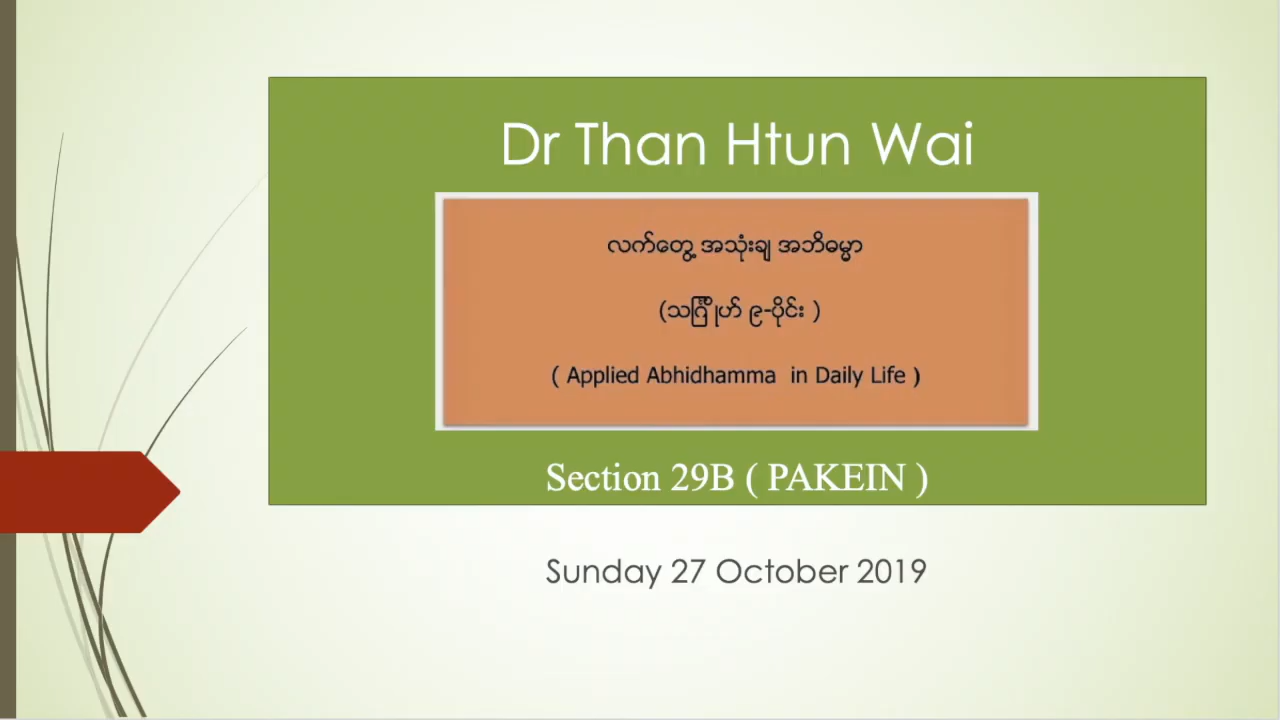 Dr Than Htun Wai
လက်တွေ့ အသုံးချ အဘိဓမ္မာ
(သင်္ဂြိုဟ် ၉-ပိုင်း )
( Applied Abhidhamma in Daily Life )
Section 29B ( PAKEIN )
Sunday 27 October 2019